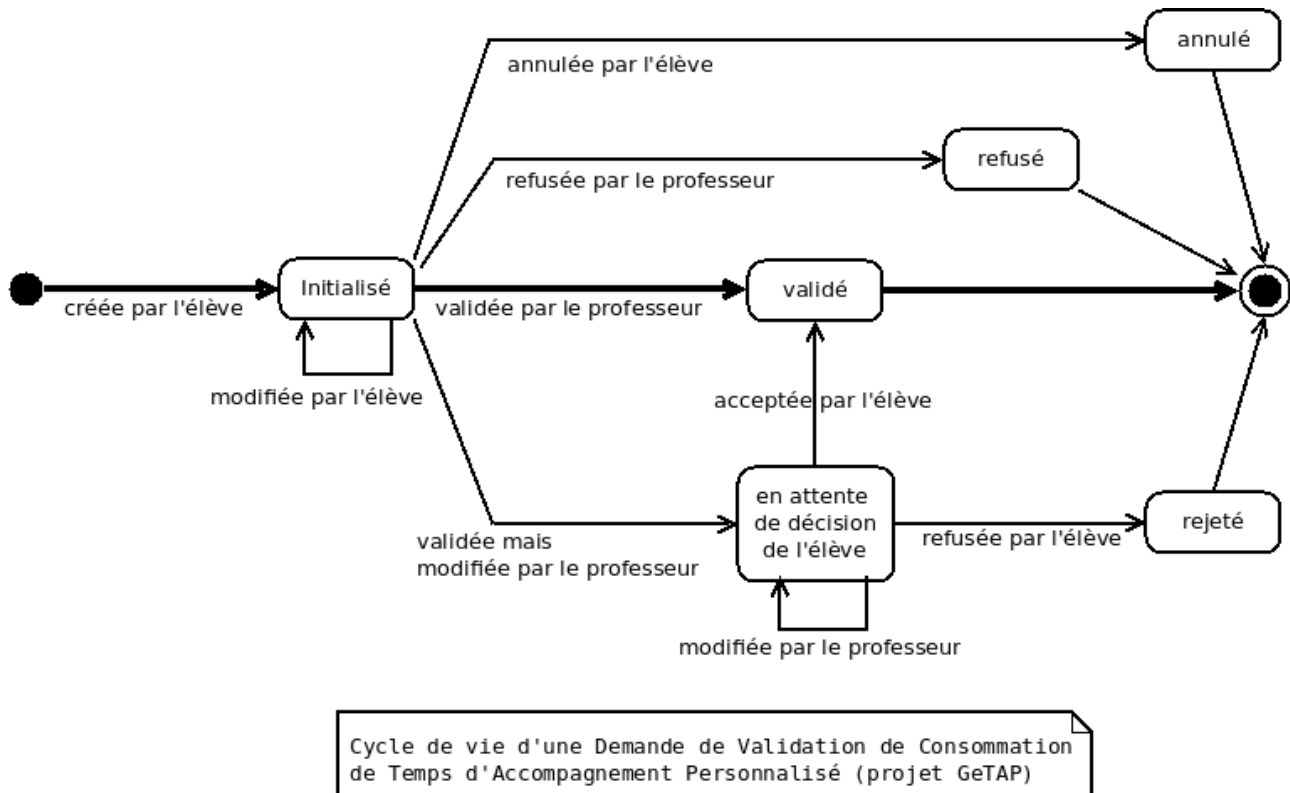 annulé
annulée par l'élève
refusé
refusée par le professeur
Initialisé
validé
créée par l'élève
validée par le professeur
modifiée par l'élève
acceptée par l'élève
en attente
de décision
de l'élève
rejeté
refusée par l'élève
validée mais
modifiée par le professeur
modifiée par le professeur
Cycle de vie d'une Demande de Validation de Consommation
de Temps d'Accompagnement Personnalisé (projet GeTAP)